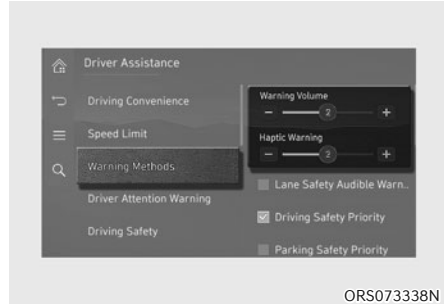 Driver Assistance
Driving Convenience
Speed Limit
Warning Methods
Driver Attention Warning
Driving Safety
Warning Volume
- 2 +
Haptic Warning
- 2 +
Lane Safety Audible Warn..
Driving Safety Priority
Parking Safety Priority
ORS073338N